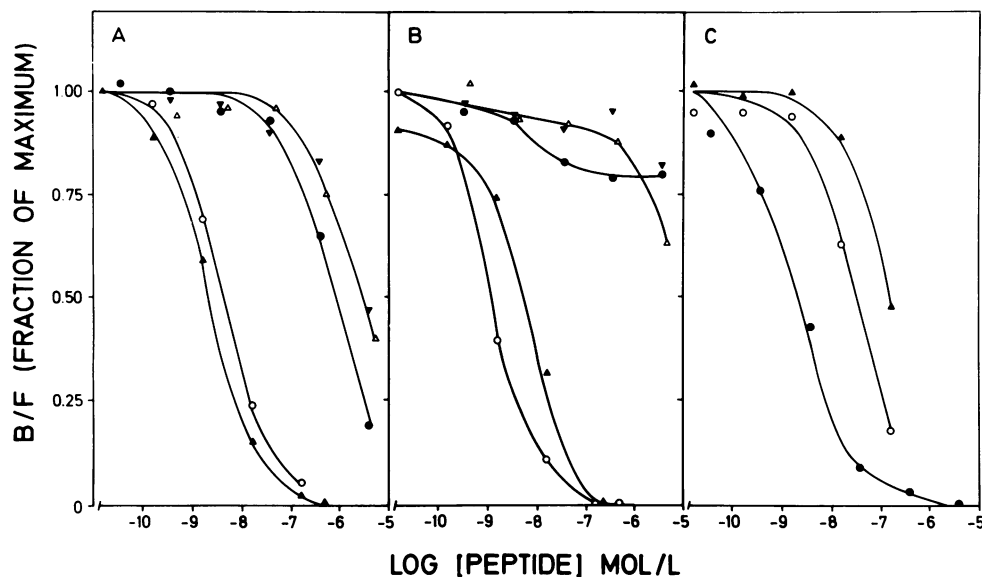 A
B
C
B/F (FRACTION OF MAXIMUM)
1.00
0.75
0.50
0.25
0
-10 -9 -8 -7 -6 -5
-10 -9 -8 -7 -6 -5
-10 -9 -8 -7 -6 -5
LOG [PEPTIDE] MOL/L